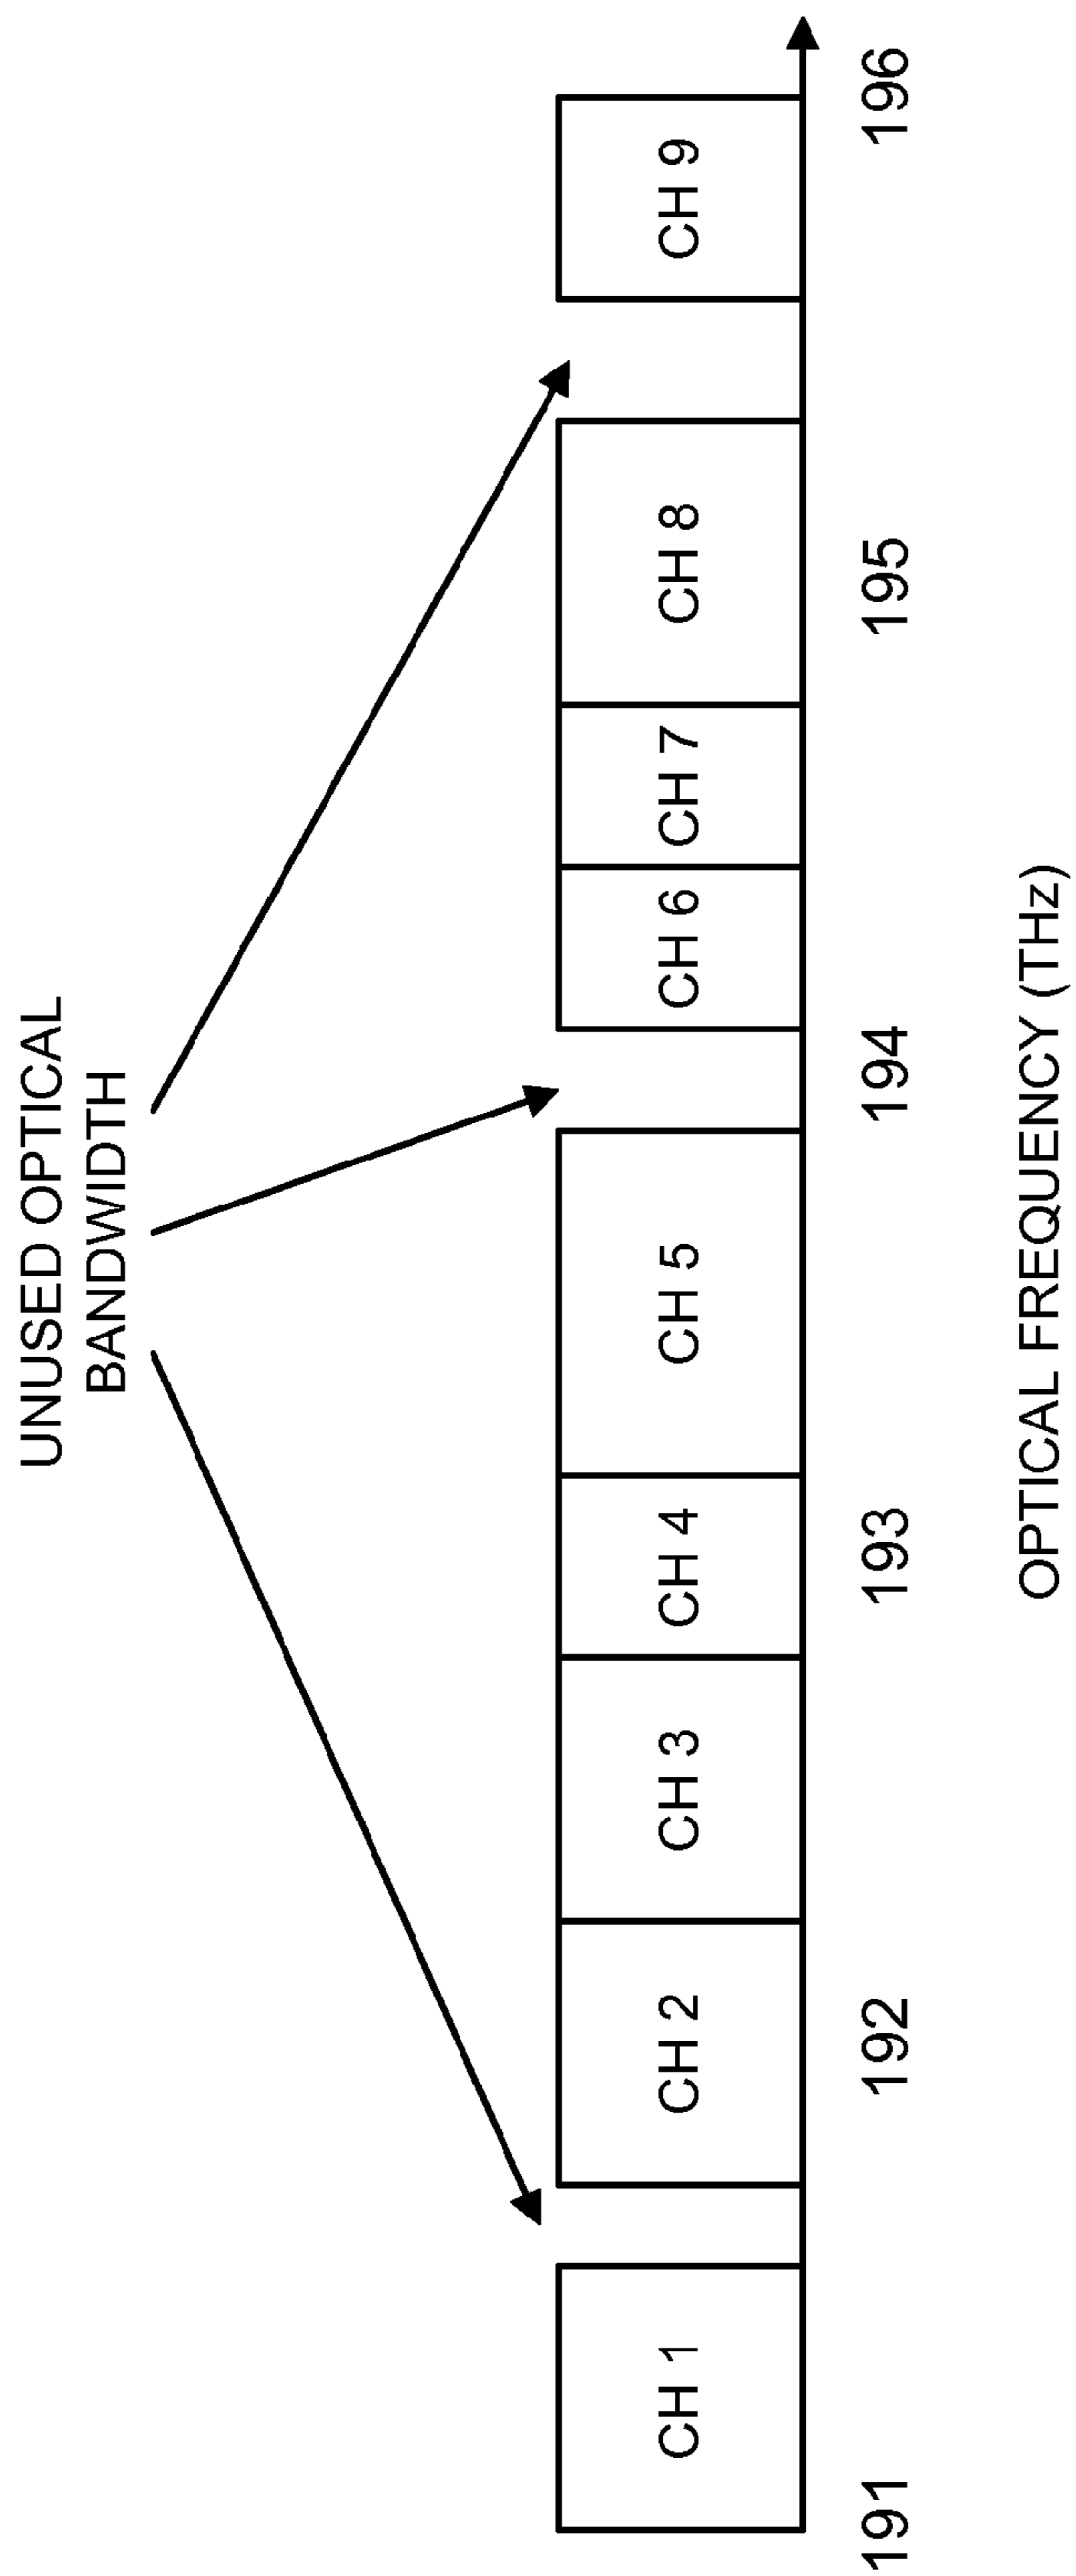 UNUSED OPTICAL
BANDWIDTH
CH 1
CH 2
CH 3
CH 4
CH 5
CH 6
CH 7
CH 8
CH 9
191
192
193
194
195
196
OPTICAL FREQUENCY (THz)